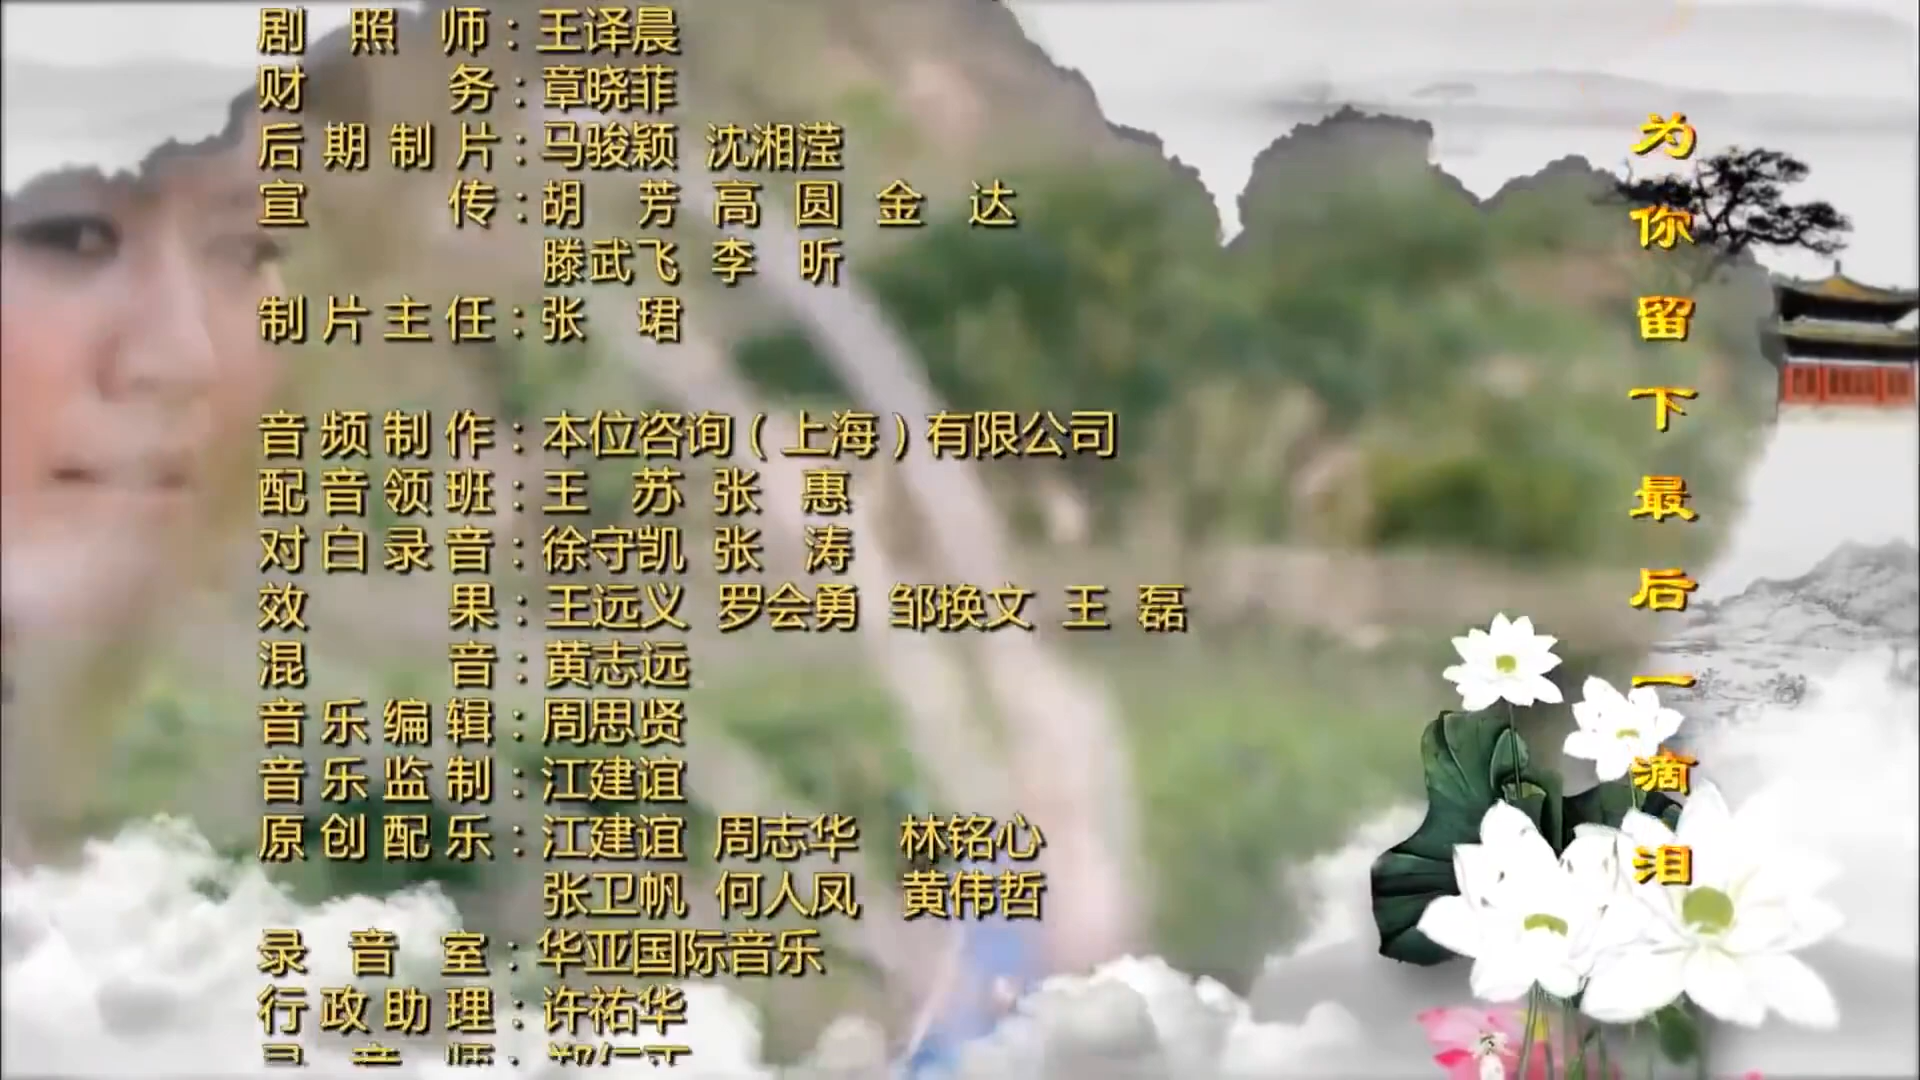 剧照师：王译晨
财务：章晓菲
后期制片：马骏颖 沈湘滢
宣传：胡芳 高圆 金达
滕武飞 李昕
制片主任：张珺
音频制作：本位咨询（上海）有限公司
配音领班：王苏 张惠
对白录音：徐守凯 张涛
效果：王远义 罗会勇 邹换文 王磊
混音：黄志远
音乐编辑：周思贤
音乐监制：江建谊
原创配乐：江建谊 周志华 林铭心
张卫帆 何人凤 黄伟哲
录音室：华亚国际音乐
行政助理：许祐华
为你留下最后一滴泪